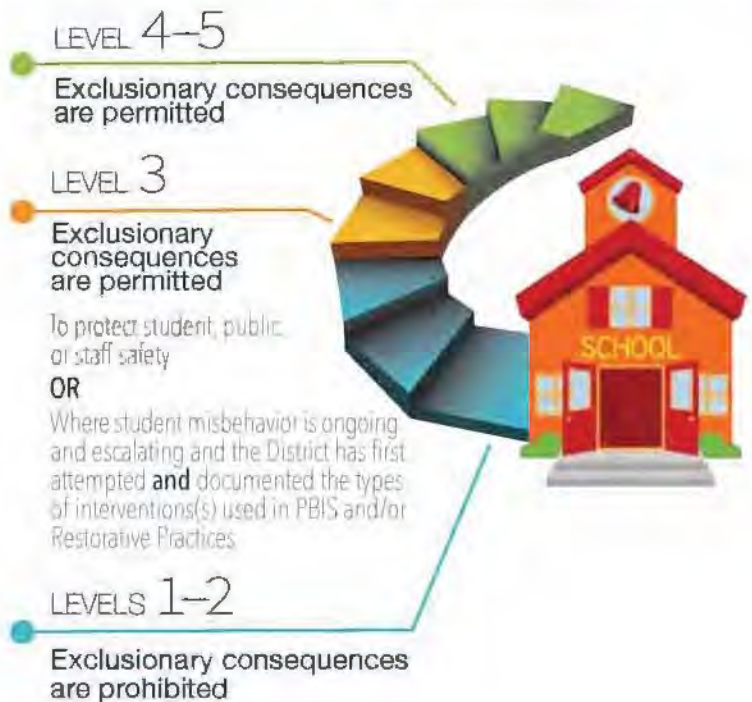 LEVEL 4–5
Exclusionary consequences
are permitted
LEVEL 3
Exclusionary
consequences
are permitted
To protect student, public,
or staff safety
OR
Where student misbehavior is ongoing
and escalating and the District has first
attempted and documented the types
of interventions(s) used in PBIS and/or
Restorative Practices
SCHOOL
LEVELS 1–2
Exclusionary consequences
are prohibited